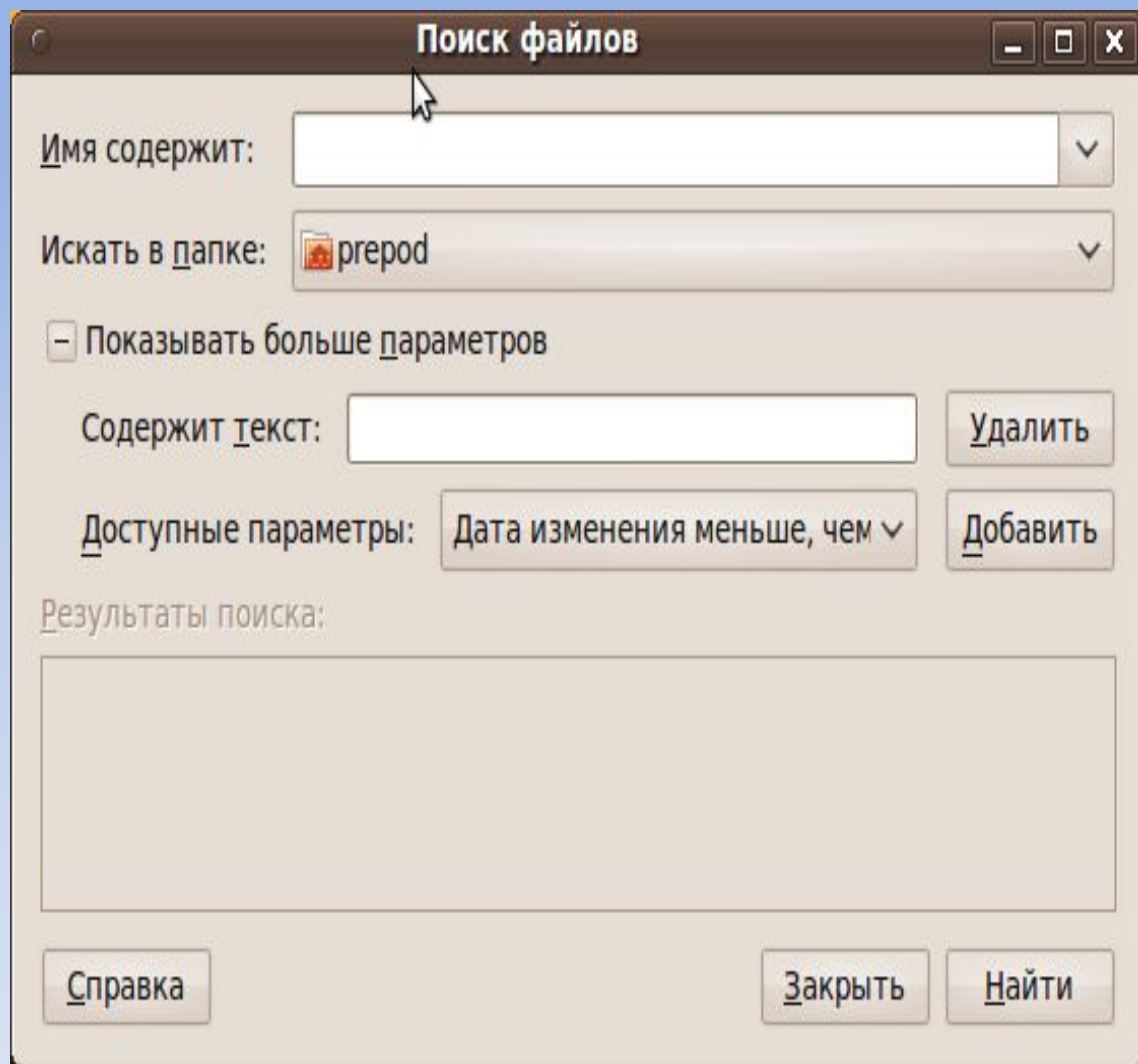 Поиск файлов
Имя содержит:
Искать в папке: prepod
Показывать больше параметров
Содержит текст: Удалить
Доступные параметры: Дата изменения меньше, чем Добавить
Результаты поиска:
Справка Закрыть Найти